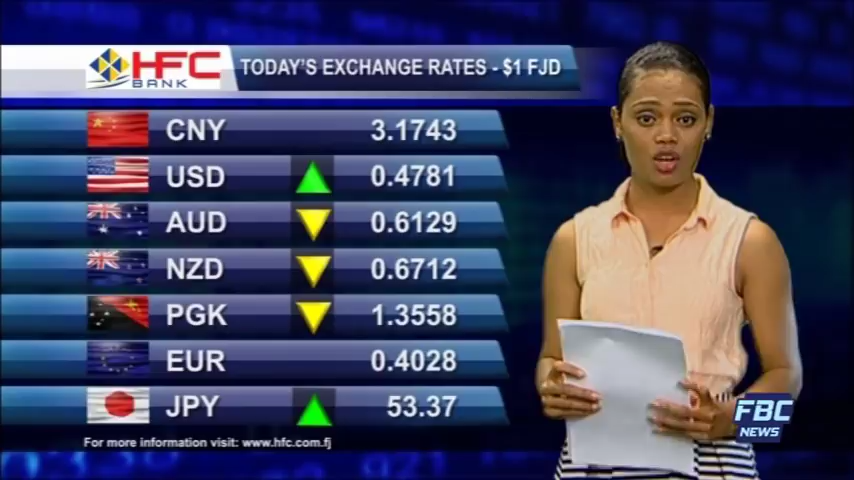 HFC
BANK
TODAY'S EXCHANGE RATES - $1 FJD
CNY 3.1743
USD 0.4781
AUD 0.6129
NZD 0.6712
PGK 1.3558
EUR 0.4028
JPY 53.37
For more information visit: www.hfc.com.fj
FBC
NEWS